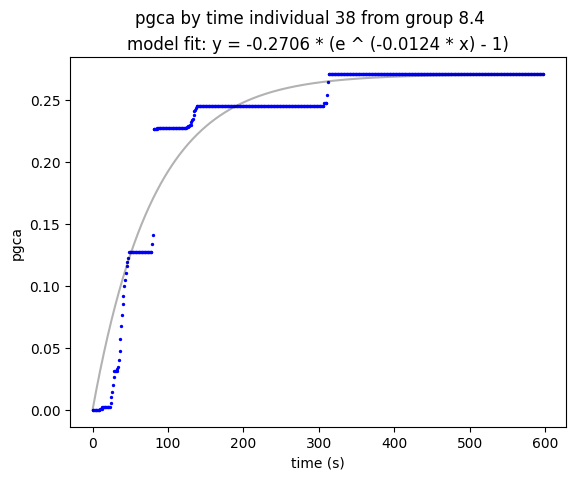 pgca by time individual 38 from group 8.4
model fit: y = -0.2706 * (e ^ (-0.0124 * x) - 1)
pgca
0.25
0.20
0.15
0.10
0.05
0.00
0 100 200 300 400 500 600
time (s)